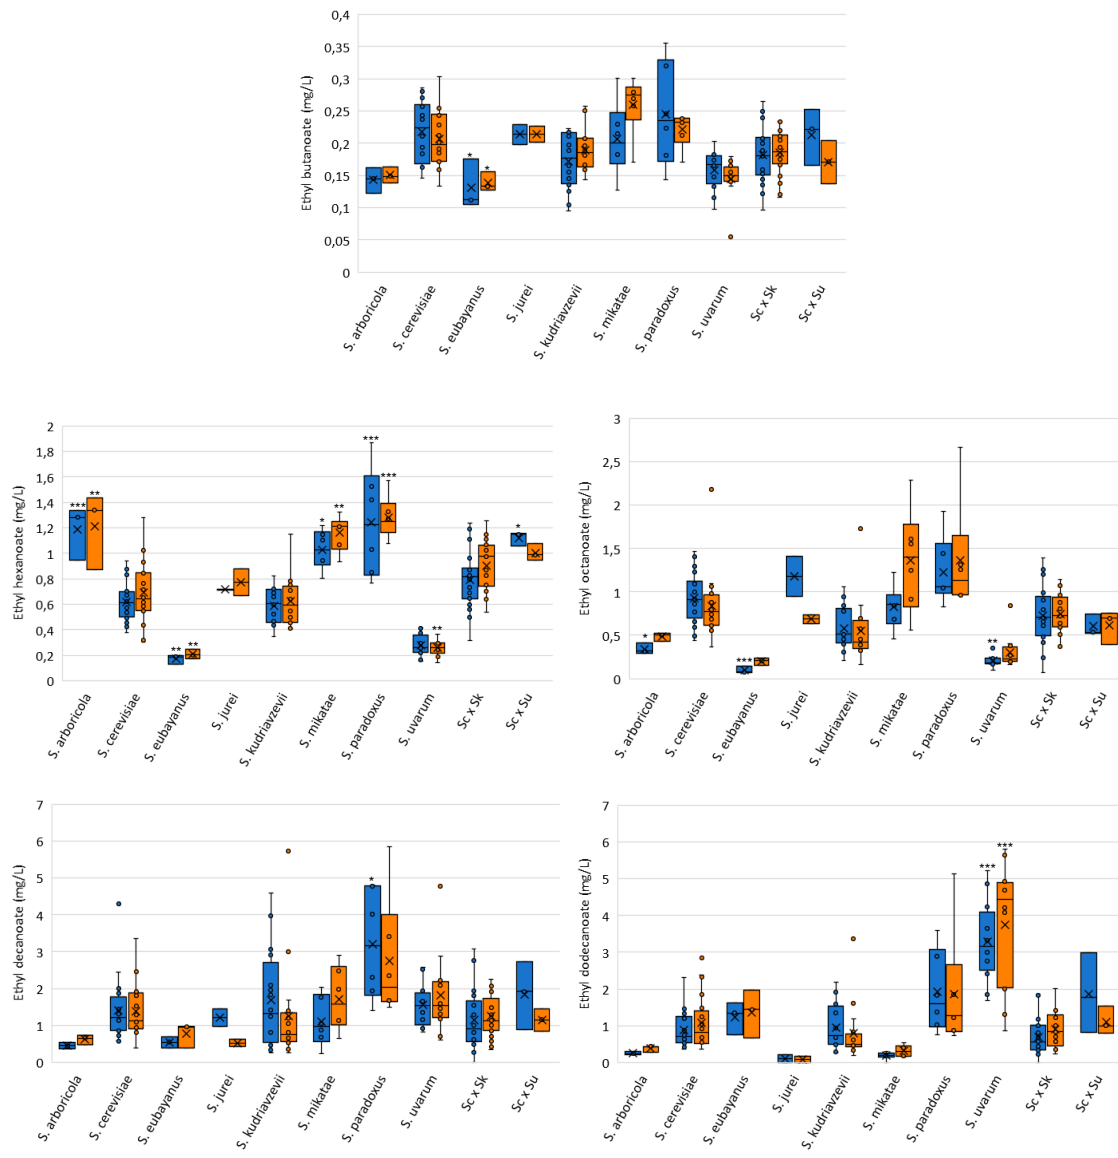 Ethyl butanoate (mg/L)
0,4
0,35
0,3
0,25
0,2
0,15
0,1
0,05
0
* *
S. arboricola
S. cerevisiae
S. eubayanus
S. jurei
S. kudriavzevii
S. mikatae
S. paradoxus
S. uvarum
Sc x Sk
Sc x Su
Ethyl hexanoate (mg/L)
2
1,8
1,6
1,4
1,2
1
0,8
0,6
0,4
0,2
0
*** ** ** ** * ** *** *** ** *
S. arboricola
S. cerevisiae
S. eubayanus
S. jurei
S. kudriavzevii
S. mikatae
S. paradoxus
S. uvarum
Sc x Sk
Sc x Su
Ethyl octanoate (mg/L)
3
2,5
2
1,5
1
0,5
0
* *** **
S. arboricola
S. cerevisiae
S. eubayanus
S. jurei
S. kudriavzevii
S. mikatae
S. paradoxus
S. uvarum
Sc x Sk
Sc x Su
Ethyl decanoate (mg/L)
7
6
5
4
3
2
1
0
*
S. arboricola
S. cerevisiae
S. eubayanus
S. jurei
S. kudriavzevii
S. mikatae
S. paradoxus
S. uvarum
Sc x Sk
Sc x Su
Ethyl dodecanoate (mg/L)
7
6
5
4
3
2
1
0
*** ***
S. arboricola
S. cerevisiae
S. eubayanus
S. jurei
S. kudriavzevii
S. mikatae
S. paradoxus
S. uvarum
Sc x Sk
Sc x Su